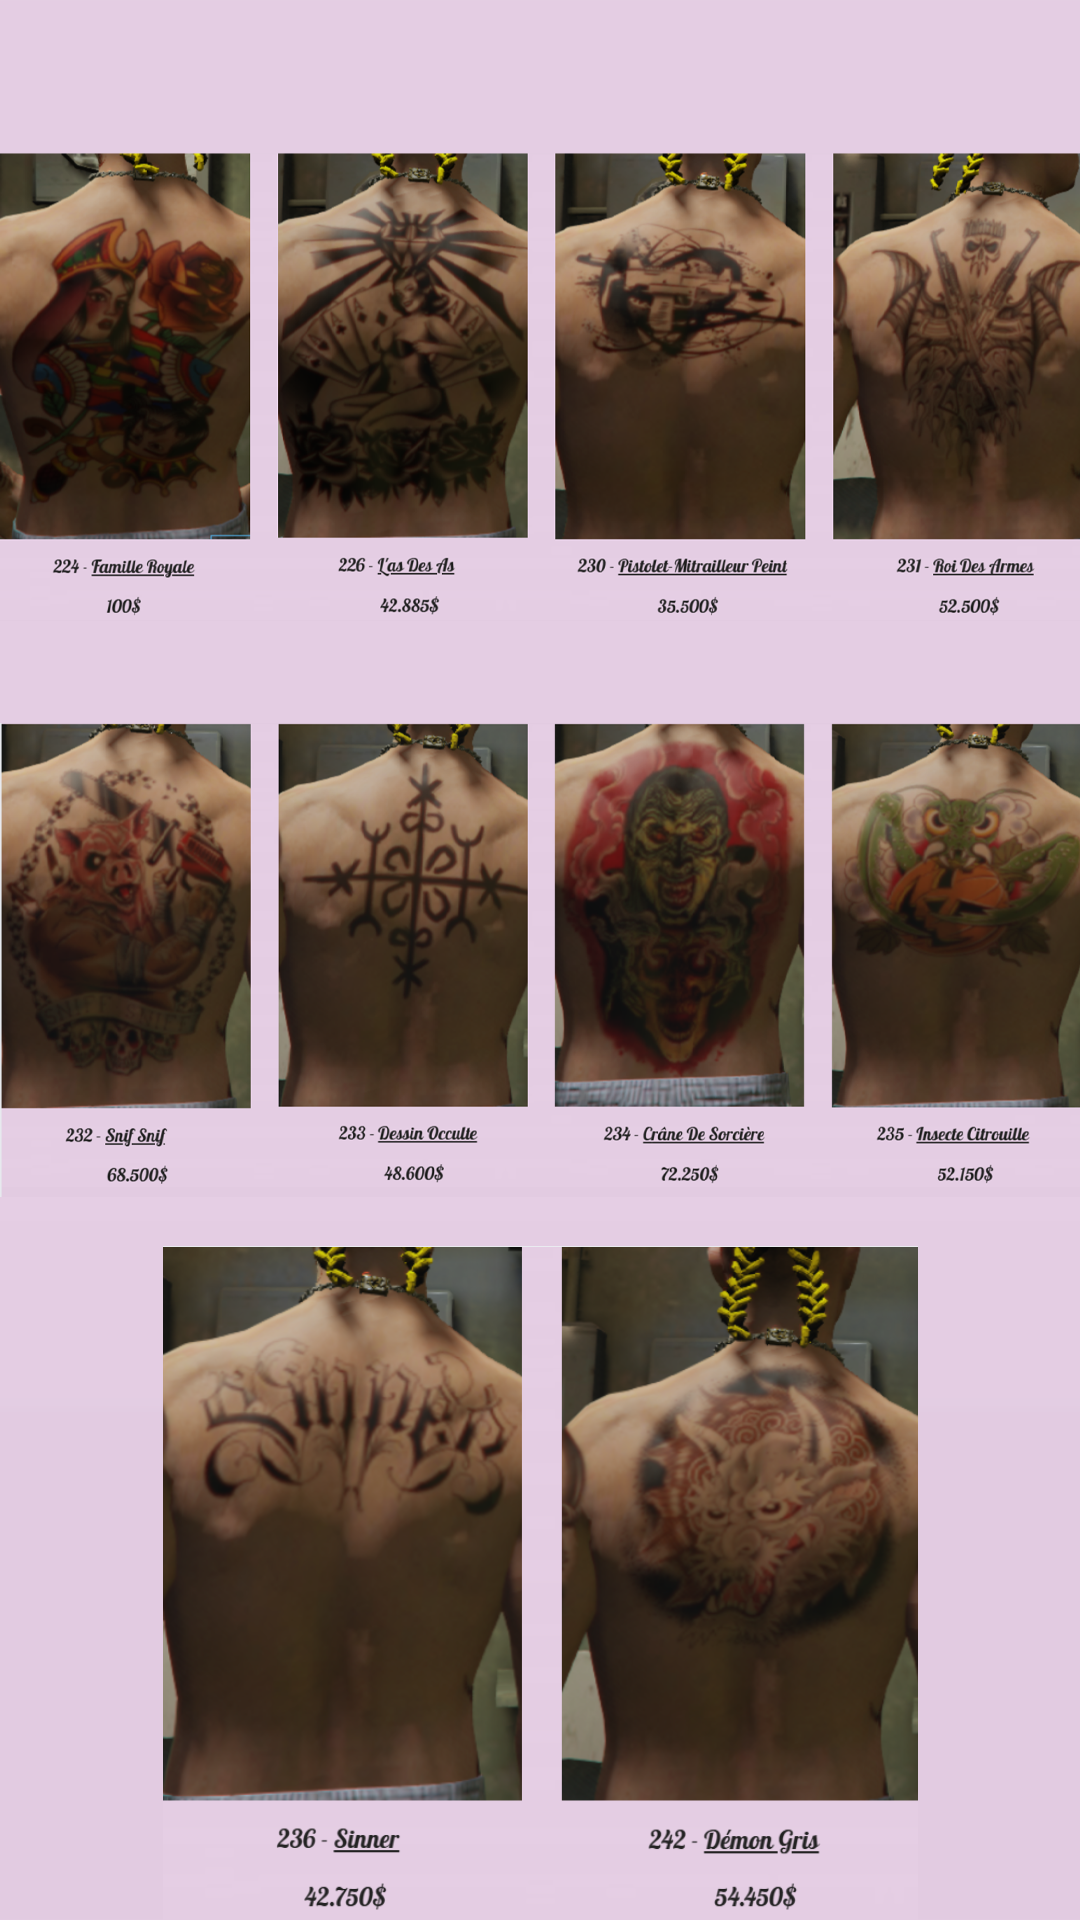 224 - Famille Royale
100$
226 - L'as Des As
42.885$
230 - Pistolet-Mitrailleur Peint
35.500$
231 - Roi Des Armes
52.500$
232 - Snif Snif
68.500$
233 - Dessin Occulte
48.600$
234 - Crâne De Sorcière
72.250$
235 - Insecte Citrouille
52.150$
Sinner
236 - Sinner
42.750$
242 - Démon Gris
54.450$